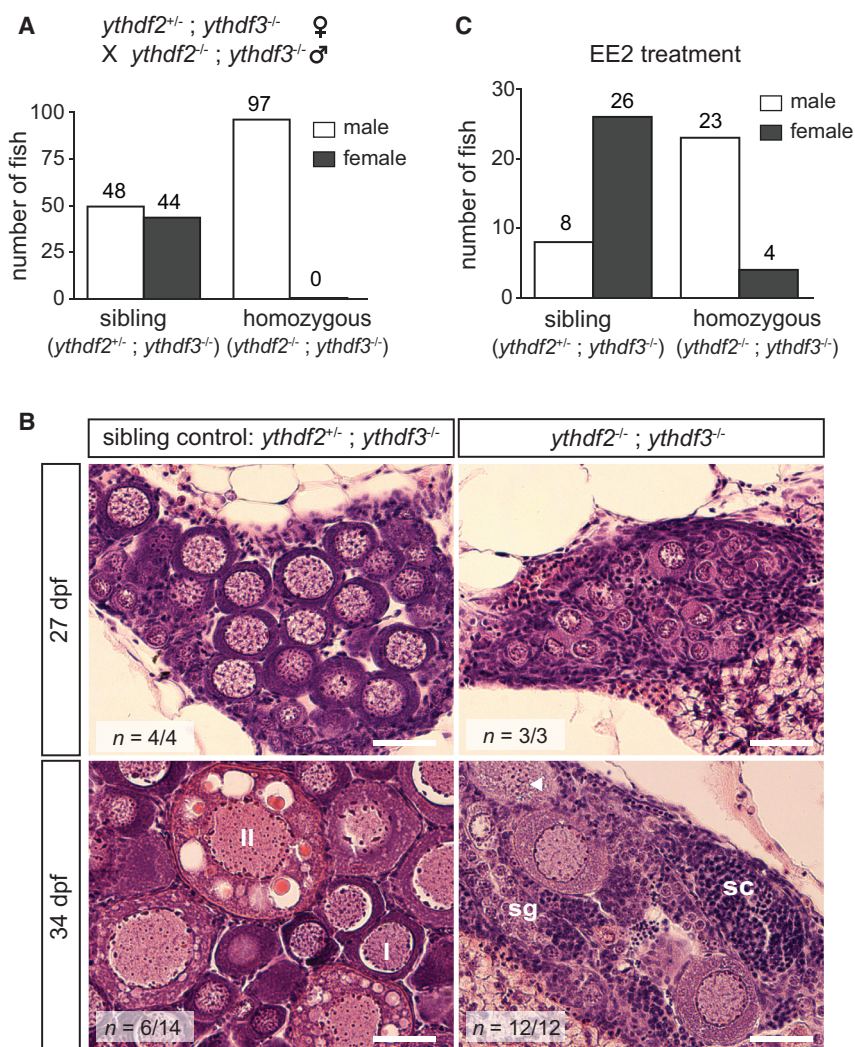 A
ythdf2+/- ; ythdf3-/- ♀
X ythdf2-/- ; ythdf3-/- ♂
number of fish
100
75
50
25
0
48
44
97
0
male
female
sibling
(ythdf2+/- ; ythdf3-/-)
homozygous
(ythdf2-/- ; ythdf3-/-)
C
EE2 treatment
number of fish
30
20
10
0
8
26
23
4
male
female
sibling
(ythdf2+/- ; ythdf3-/-)
homozygous
(ythdf2-/- ; ythdf3-/-)
B
sibling control: ythdf2+/- ; ythdf3-/-
ythdf2-/- ; ythdf3-/-
27 dpf
n = 4/4
n = 3/3
34 dpf
II
I
n = 6/14
sg
sc
n = 12/12